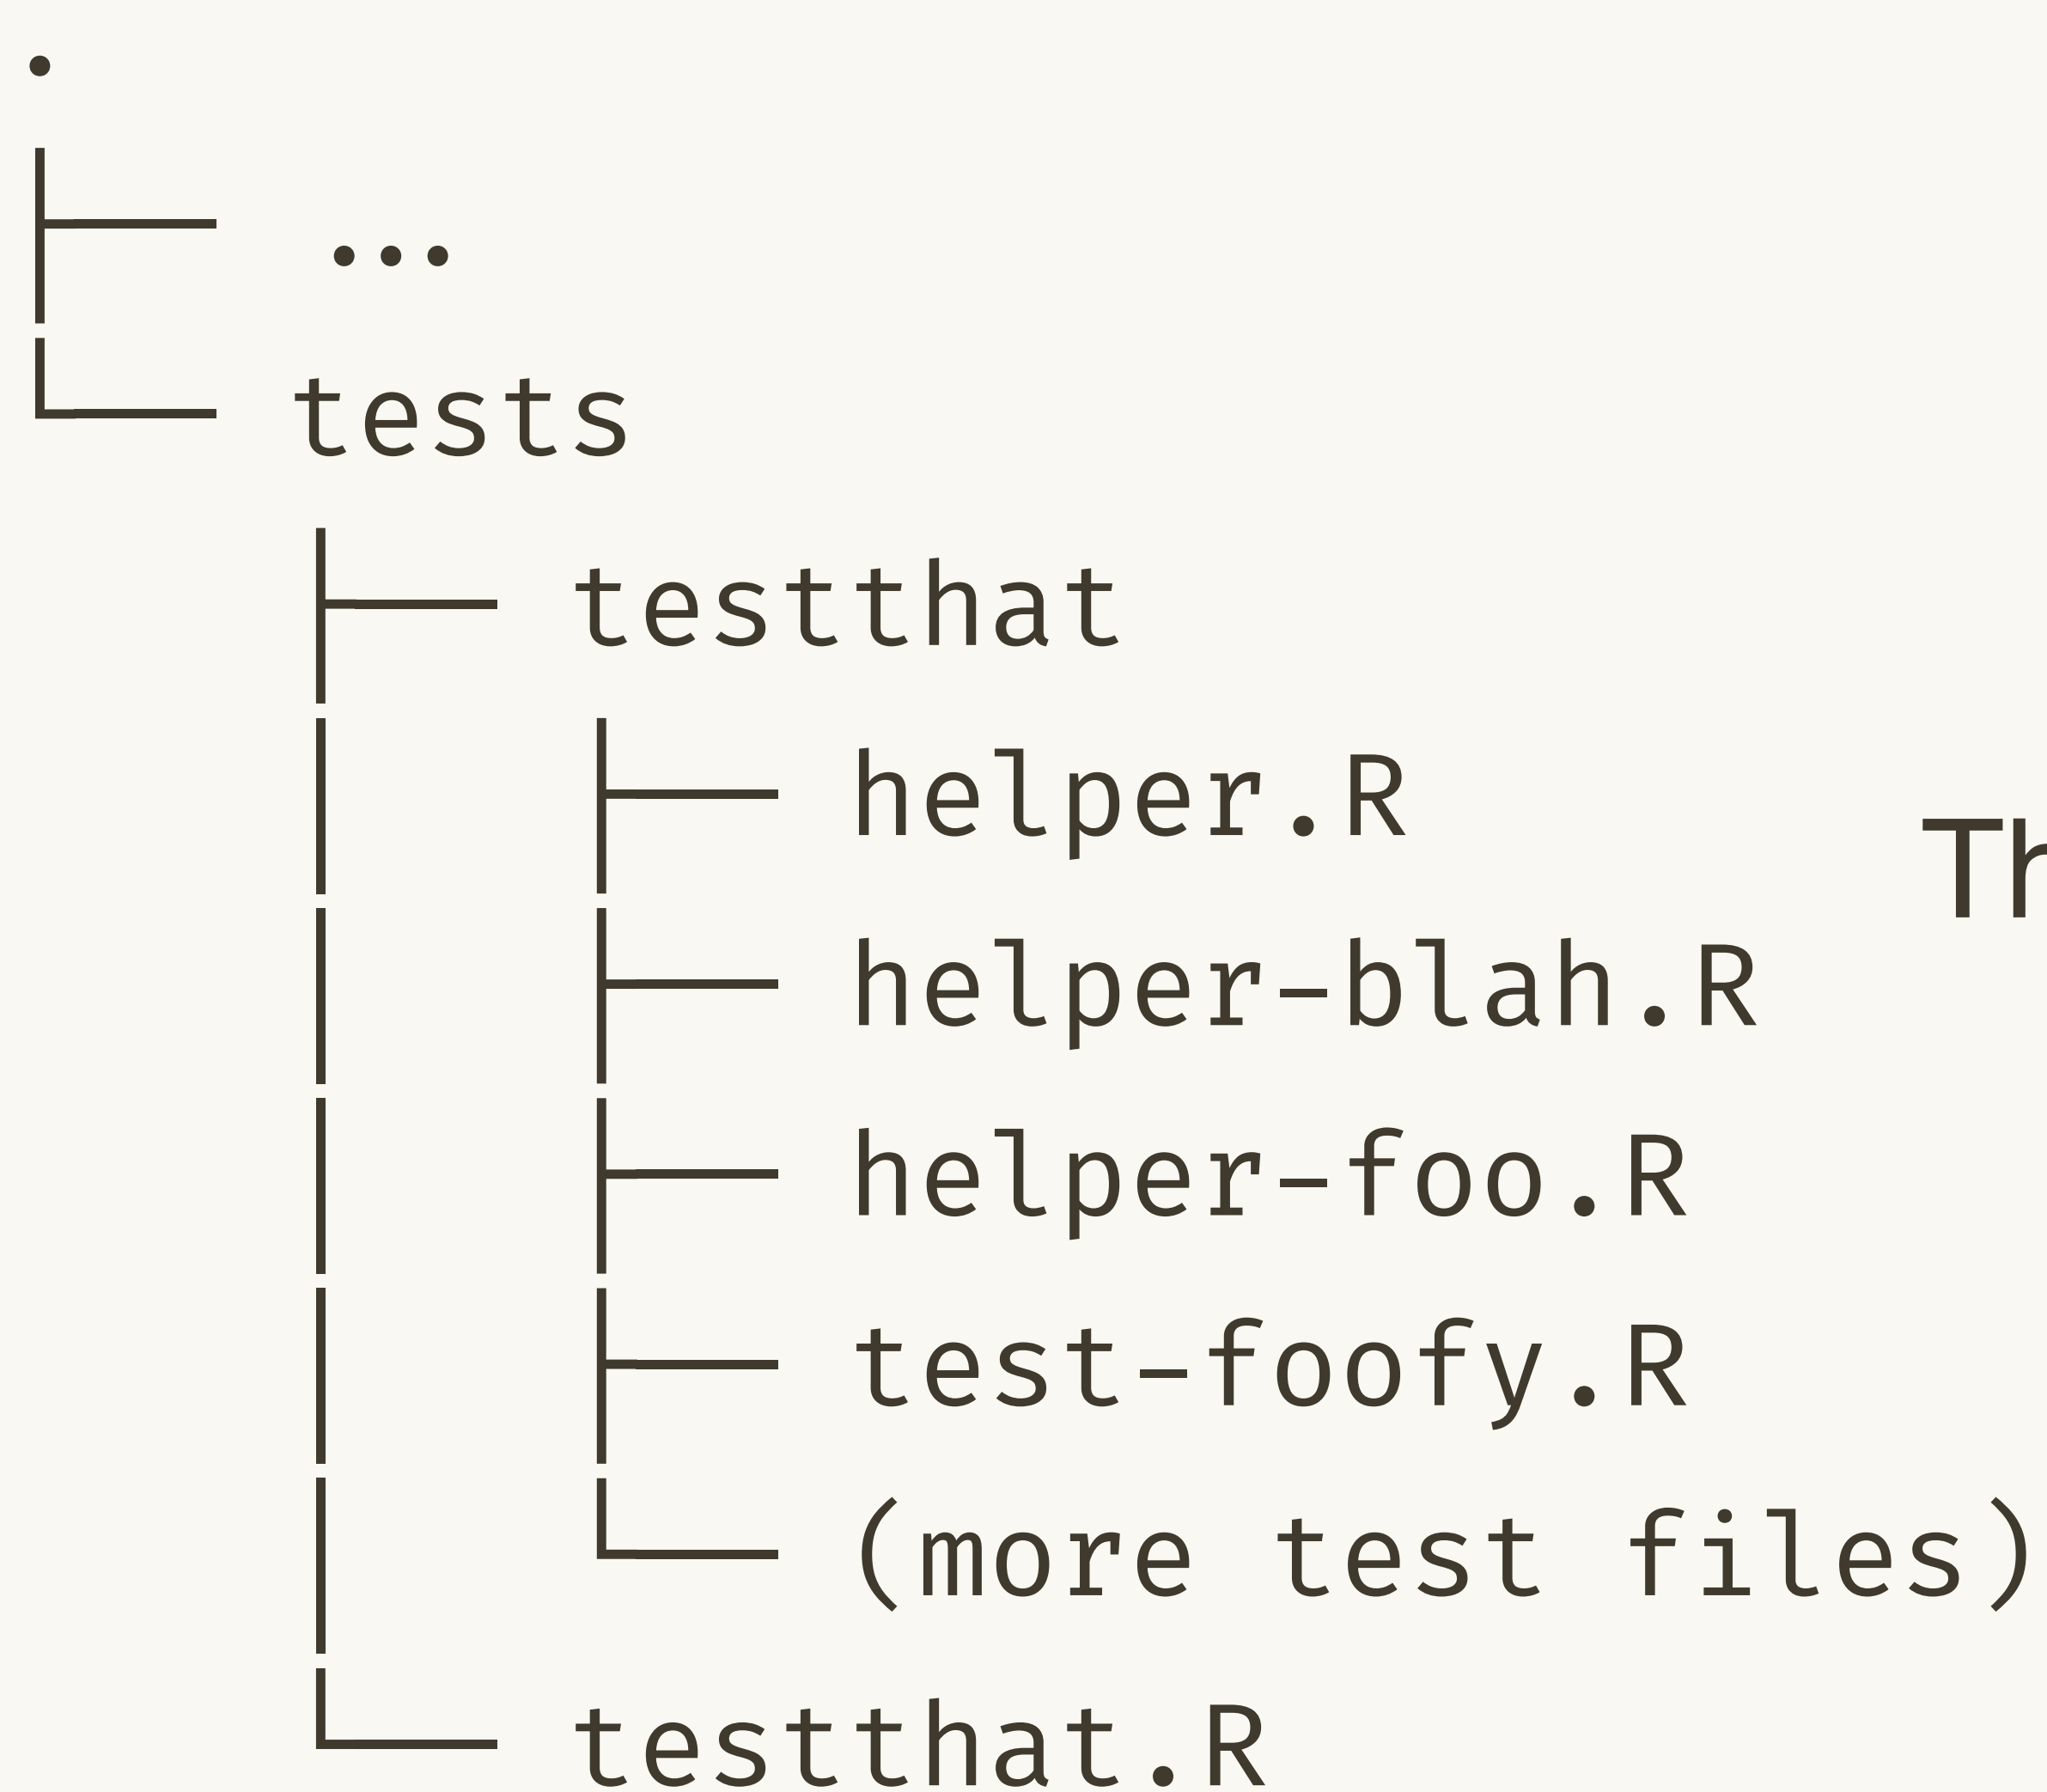 .
├── ...
└── tests
    ├── testthat
    │   ├── helper.R
    │   ├── helper-blah.R
    │   ├── helper-foo.R
    │   ├── test-foofy.R
    │   └── (more test files)
    └── testthat.R